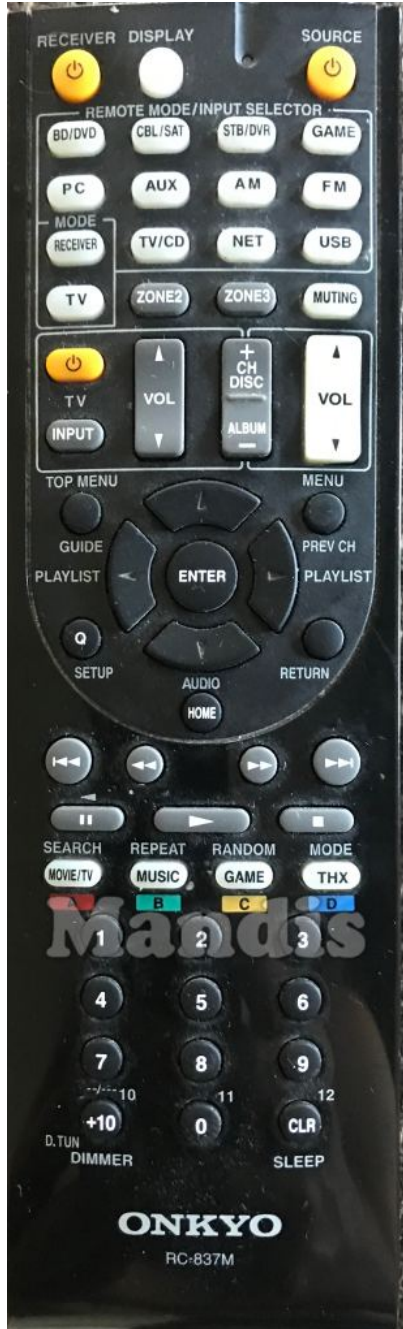 RECEIVER DISPLAY SOURCE
REMOTE MODE/INPUT SELECTOR
BD/DVD CBL/SAT STB/DVR GAME
PC AUX AM FM
MODE
RECEIVER TV/CD NET USB
TV ZONE2 ZONE3 MUTING
+
CH
DISC
VOL VOL
TV
INPUT ALBUM
−
TOP MENU MENU
GUIDE PREV CH
PLAYLIST ENTER PLAYLIST
Q
SETUP RETURN
AUDIO
HOME
SEARCH REPEAT RANDOM MODE
MOVIE/TV MUSIC GAME THX
B C D
Mandis
1 2 3
4 5 6
7 8 9
--/--- 10 11 12
+10 0 CLR
D.TUN
DIMMER SLEEP
ONKYO
RC-837M